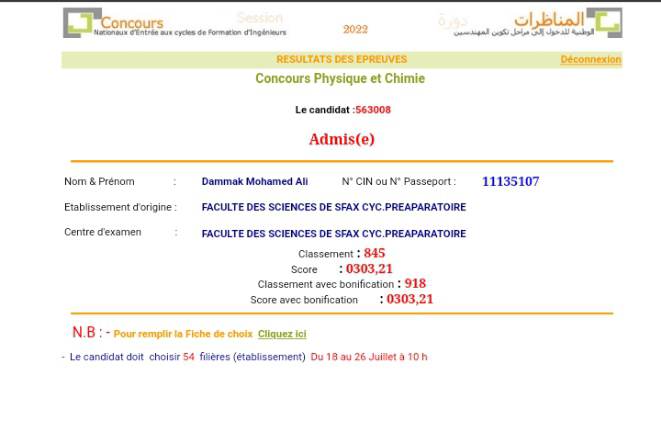 Concours Session 2022 دورة المناظرات
Nationaux d'Entrée aux cycles de Formation d'Ingénieurs الوطنية للدخول إلى مراحل تكوين المهندسين
RESULTATS DES EPREUVES Déconnexion
Concours Physique et Chimie
Le candidat :563008
Admis(e)
Nom & Prénom : Dammak Mohamed Ali N° CIN ou N° Passeport : 11135107
Etablissement d'origine : FACULTE DES SCIENCES DE SFAX CYC.PREAPARATOIRE
Centre d'examen : FACULTE DES SCIENCES DE SFAX CYC.PREAPARATOIRE
Classement : 845
Score : 0303,21
Classement avec bonification : 918
Score avec bonification : 0303,21
N.B : - Pour remplir la Fiche de choix Cliquez ici
- Le candidat doit choisir 54 filières (établissement) Du 18 au 26 Juillet à 10 h